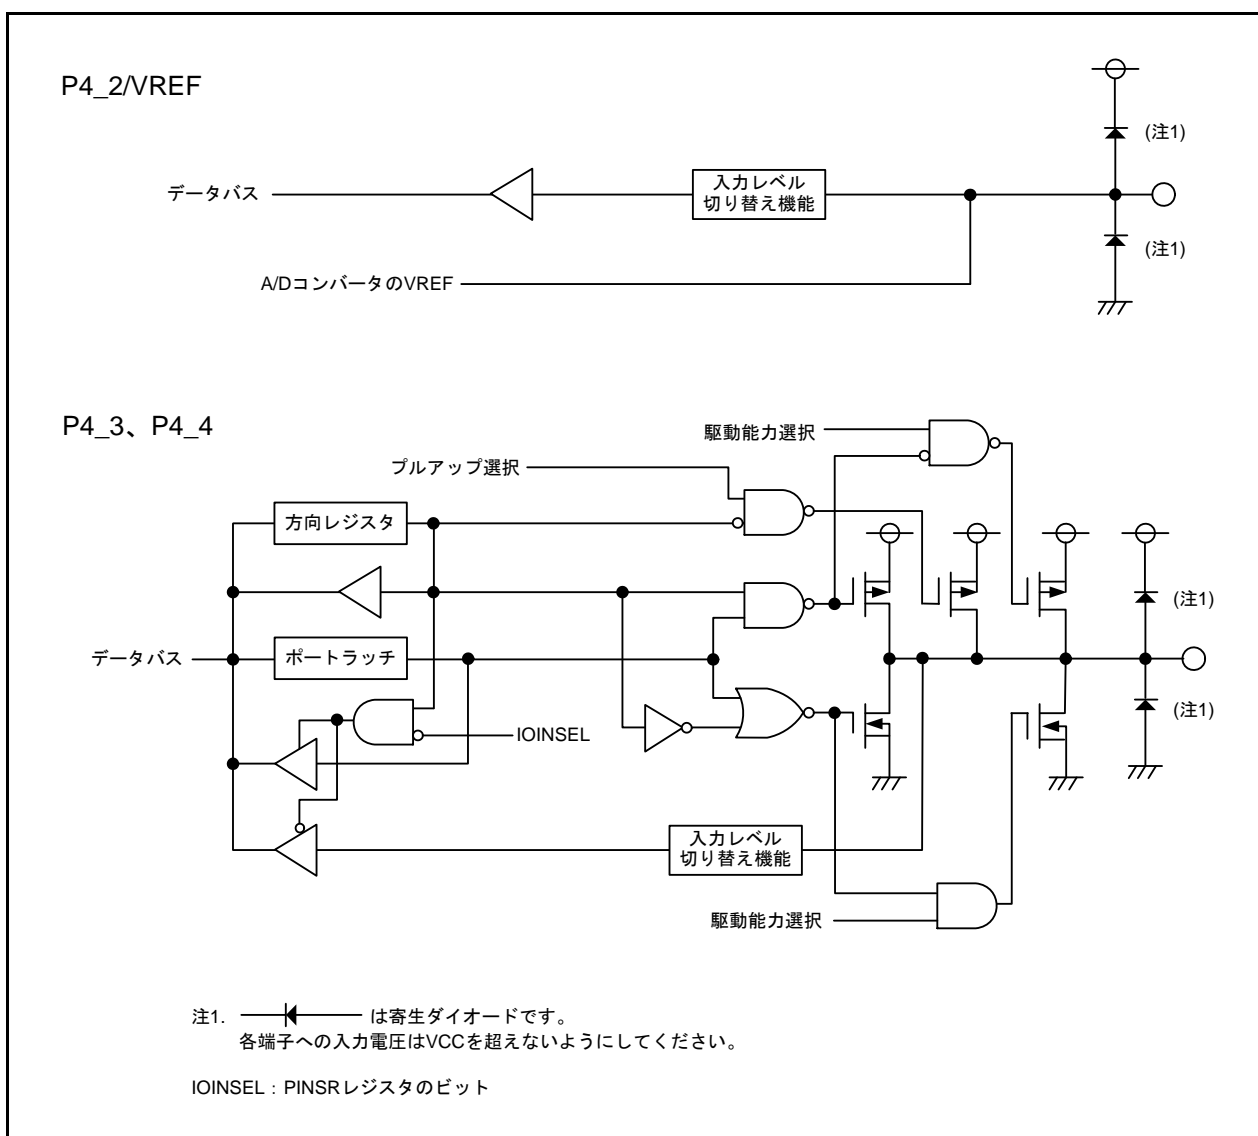 P4_2/VREF
(注1)
データバス
入力レベル
切り替え機能
(注1)
A/DコンバータのVREF
P4_3、P4_4
駆動能力選択
プルアップ選択
方向レジスタ
(注1)
データバス
ポートラッチ
(注1)
IOINSEL
入力レベル
切り替え機能
駆動能力選択
注1. は寄生ダイオードです。
各端子への入力電圧はVCCを超えないようにしてください。
IOINSEL：PINSRレジスタのビット